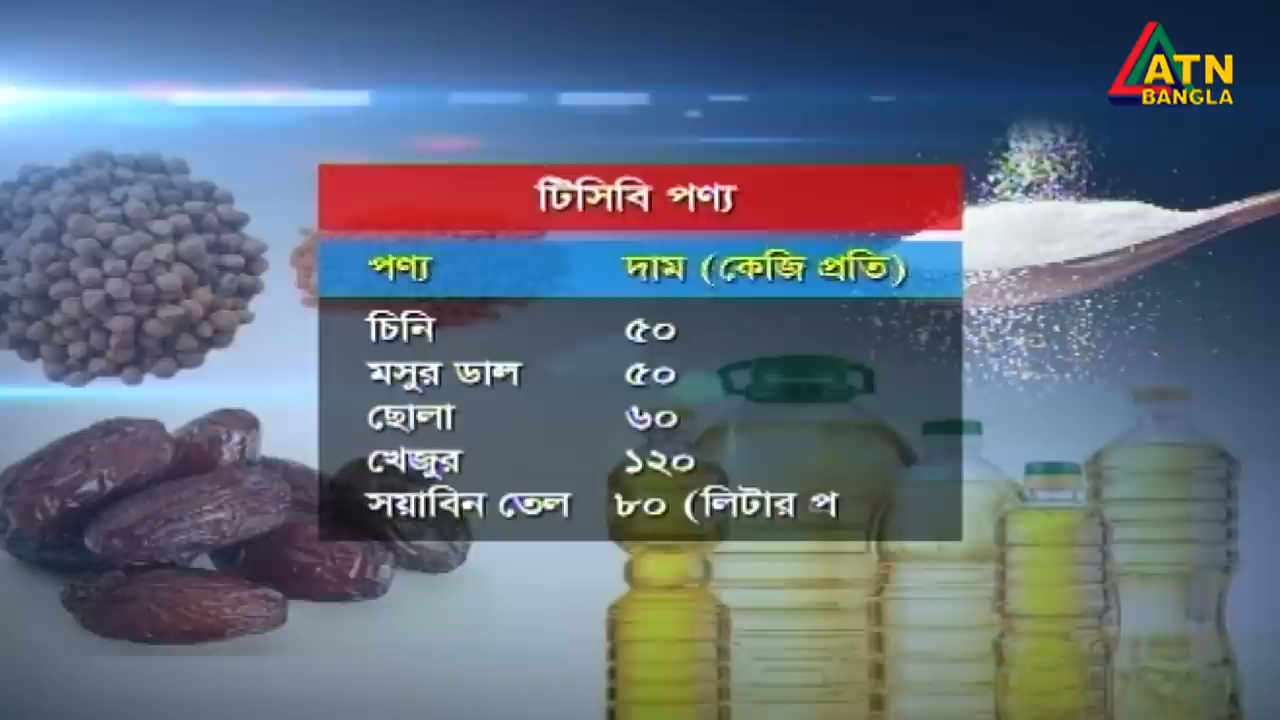 ATN
BANGLA
টিসিবি পণ্য
পণ্য দাম (কেজি প্রতি)
চিনি ৫০
মসুর ডাল ৫০
ছোলা ৬০
খেজুর ১২০
সয়াবিন তেল ৮০ (লিটার প